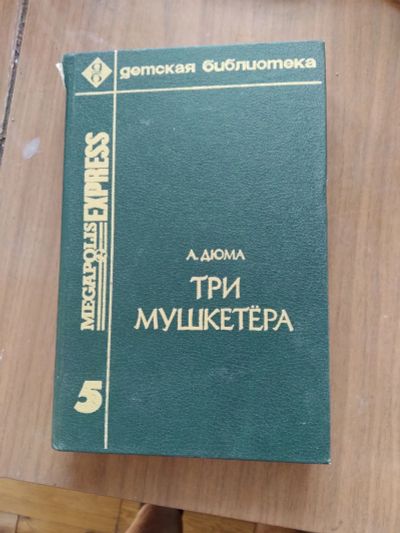 детская библиотека
MEGAPOLIS EXPRESS
А. ДЮМА
ТРИ
МУШКЕТЁРА
5